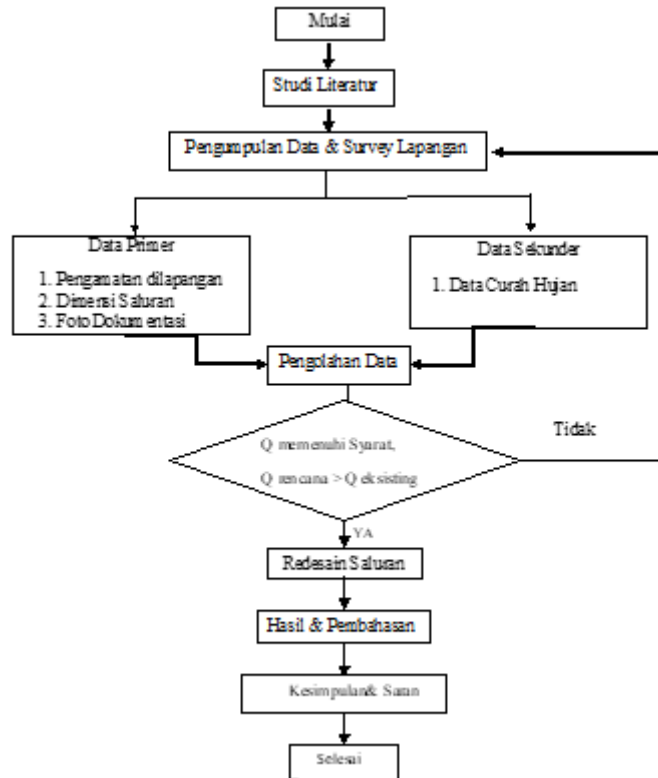 Mulai
Studi Literatur
Pengumpulan Data & Survey Lapangan
Data Primer
1. Pengamatan dilapangan
2. Dimensi Saluran
3. Foto Dokumentasi
Data Sekunder
1. Data Curah Hujan
Pengolahan Data
Q memenuhi Syarat,
Q rencana > Q eksisting
Tidak
YA
Redesain Saluran
Hasil & Pembahasan
Kesimpulan& Saran
Selesai